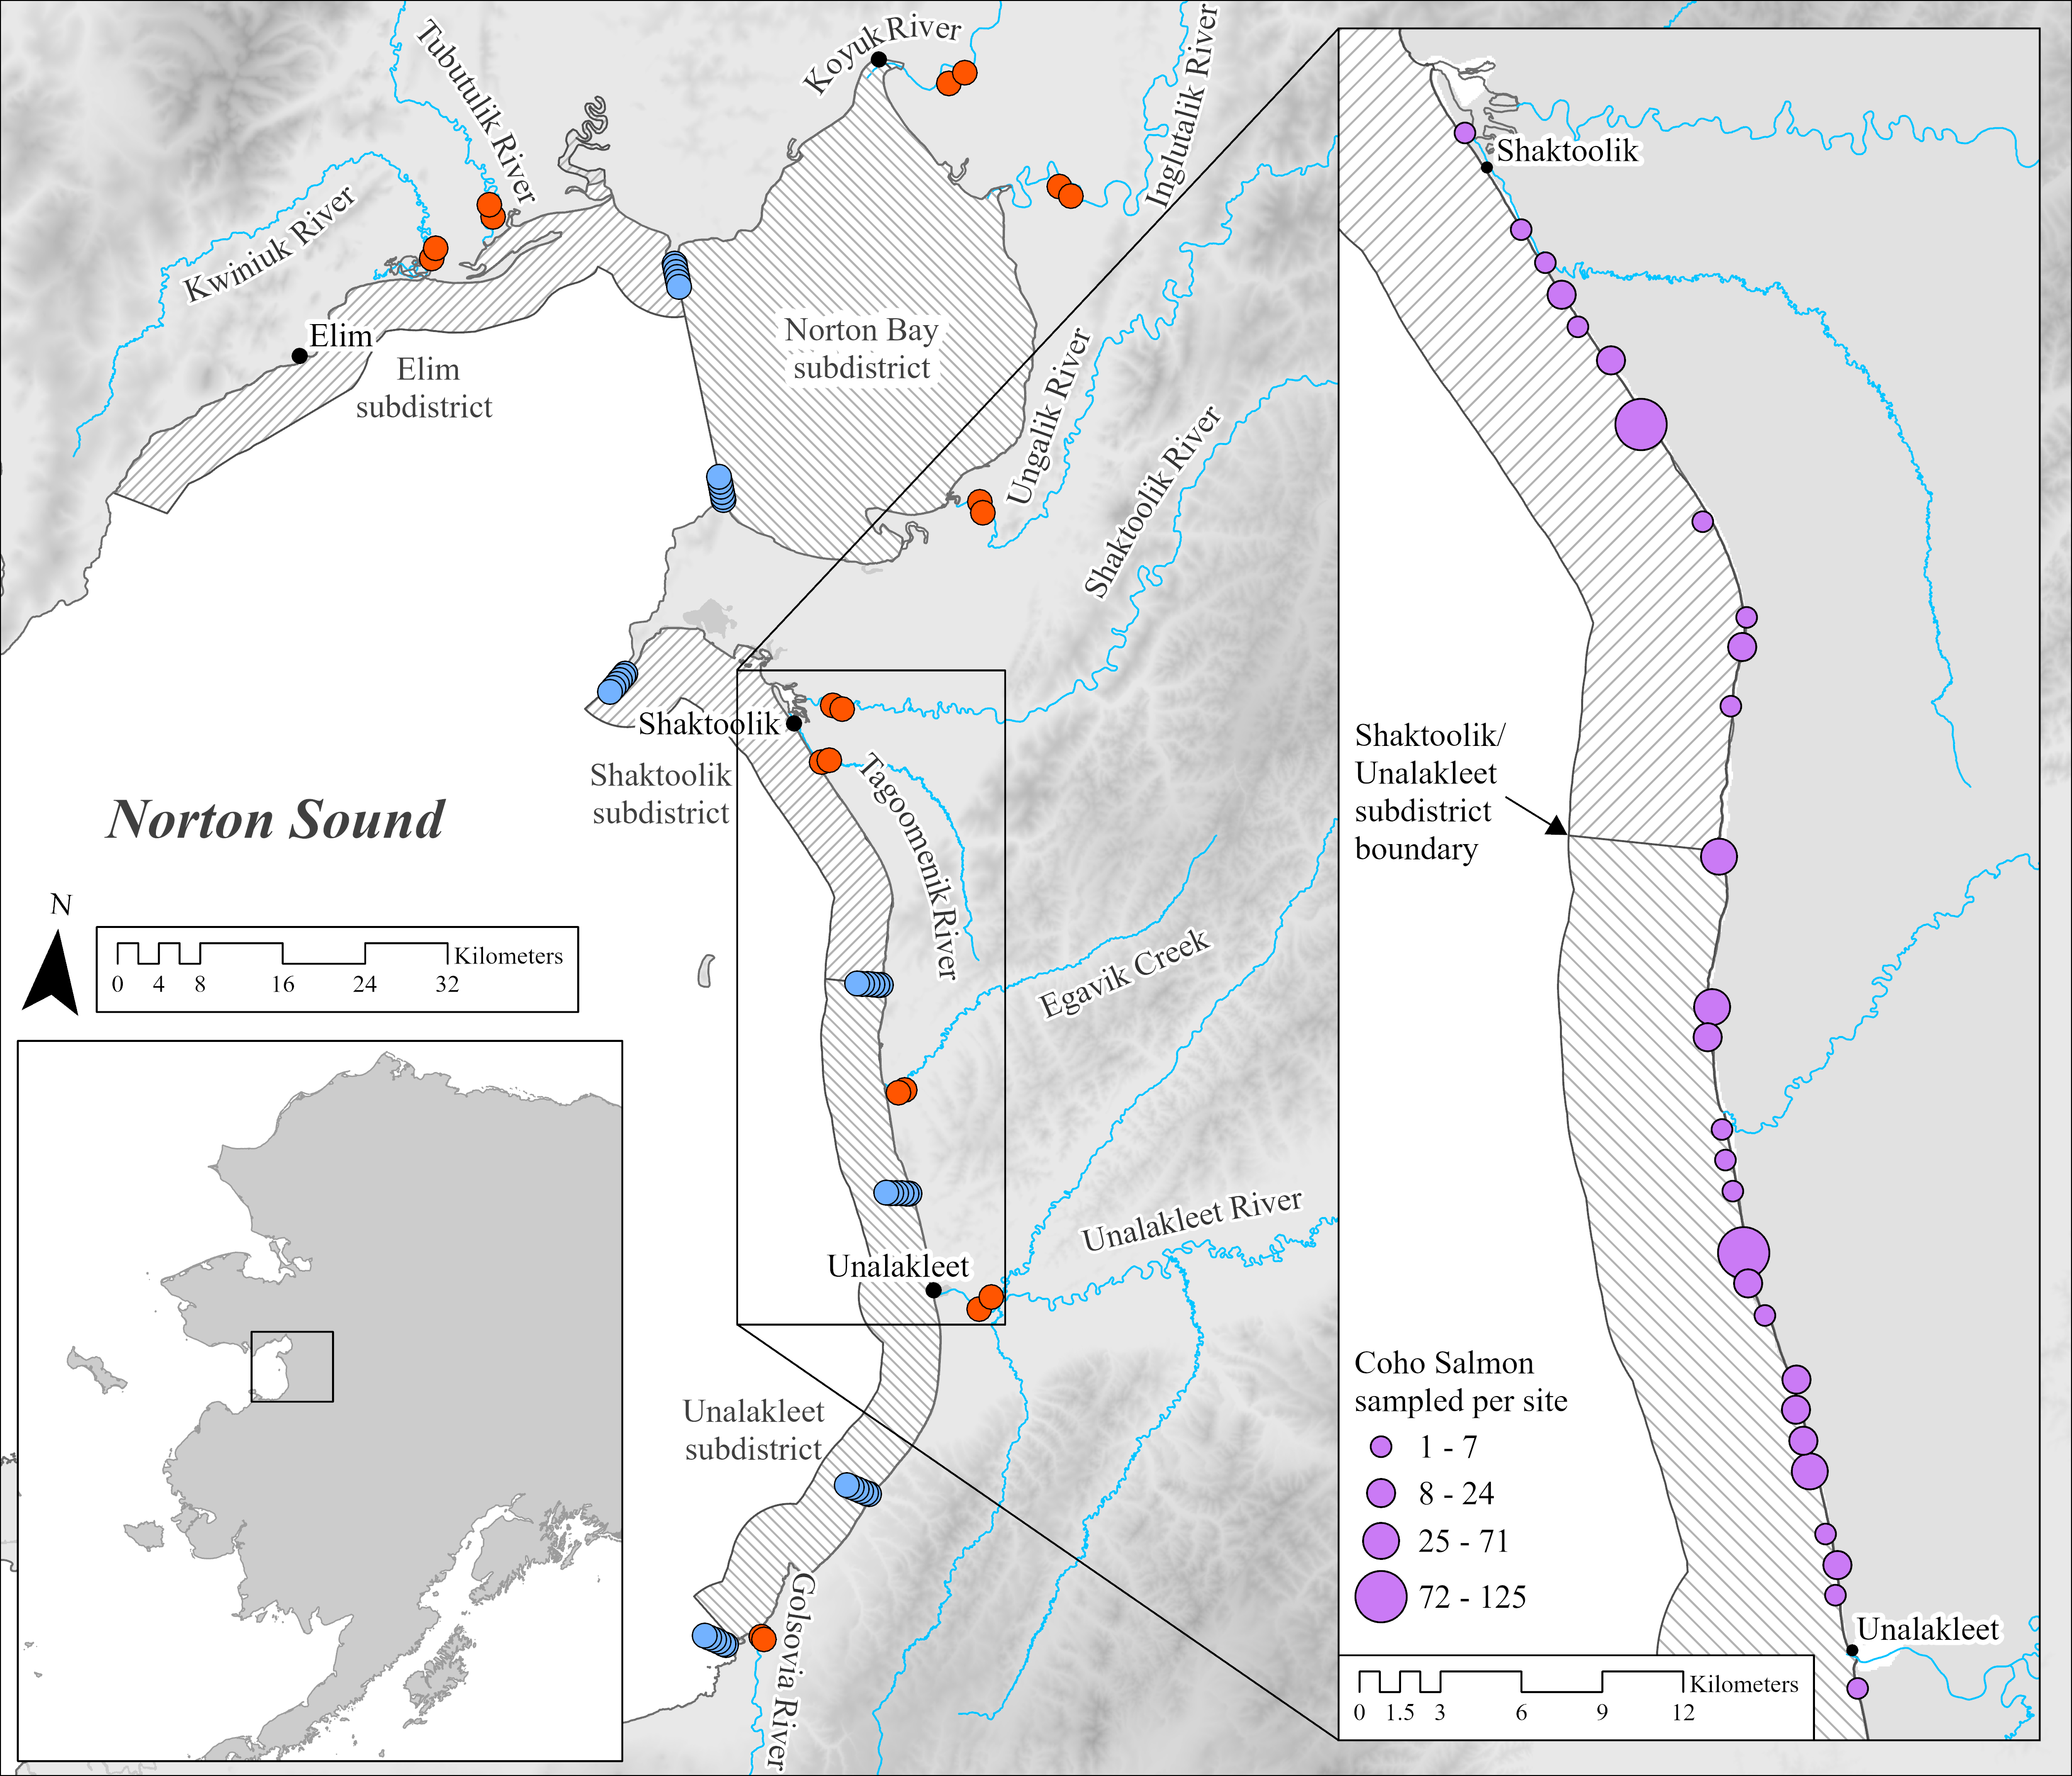 Koyuk River
Tubutulik River
Inglutalik River
Kwiniuk River
Elim
Elim
subdistrict
Norton Bay
subdistrict
Ungalik River
Shaktoolik River
Shaktoolik
Shaktoolik
subdistrict
Tagoomenik River
Norton Sound
N
Kilometers
0 4 8 16 24 32
Egavik Creek
Unalakleet River
Unalakleet
Unalakleet
subdistrict
Golsovia River
Shaktoolik
Shaktoolik/
Unalakleet
subdistrict
boundary
Coho Salmon
sampled per site
1 - 7
8 - 24
25 - 71
72 - 125
Unalakleet
Kilometers
0 1.5 3 6 9 12